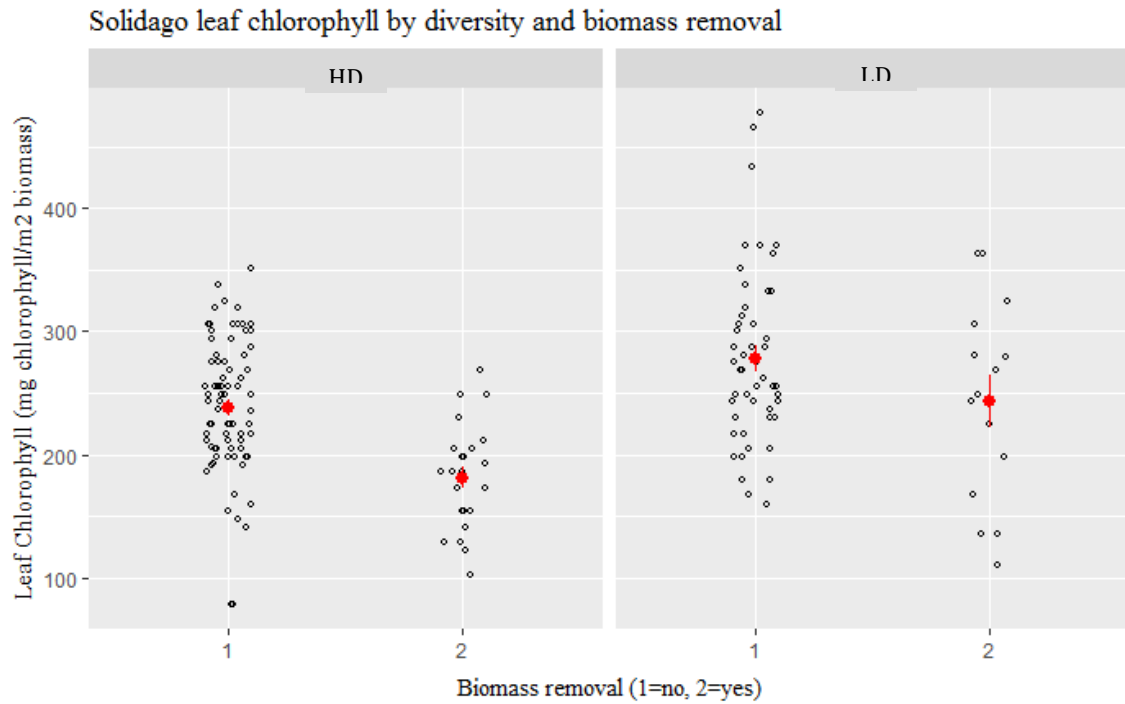 Solidago leaf chlorophyll by diversity and biomass removal
HD
LD
Leaf Chlorophyll (mg chlorophyll/m2 biomass)
400
300
200
100
1
2
1
2
Biomass removal (1=no, 2=yes)